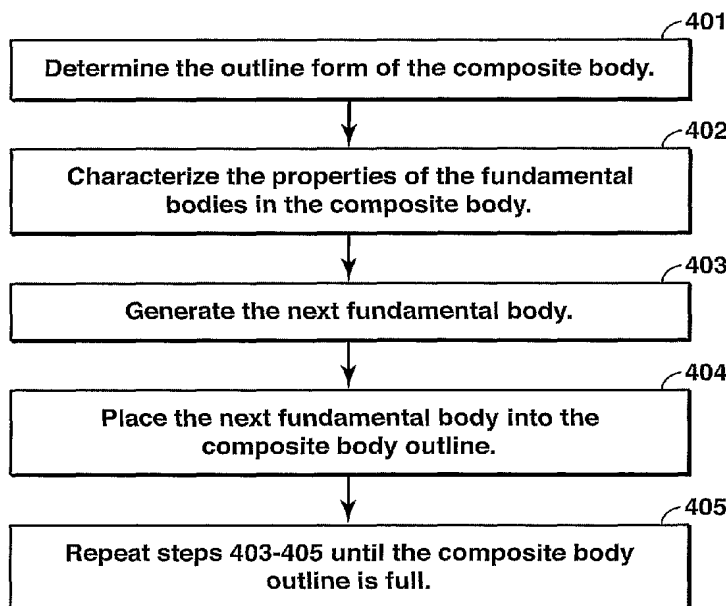 401
Determine the outline form of the composite body.
402
Characterize the properties of the fundamental
bodies in the composite body.
403
Generate the next fundamental body.
404
Place the next fundamental body into the
composite body outline.
405
Repeat steps 403-405 until the composite body
outline is full.